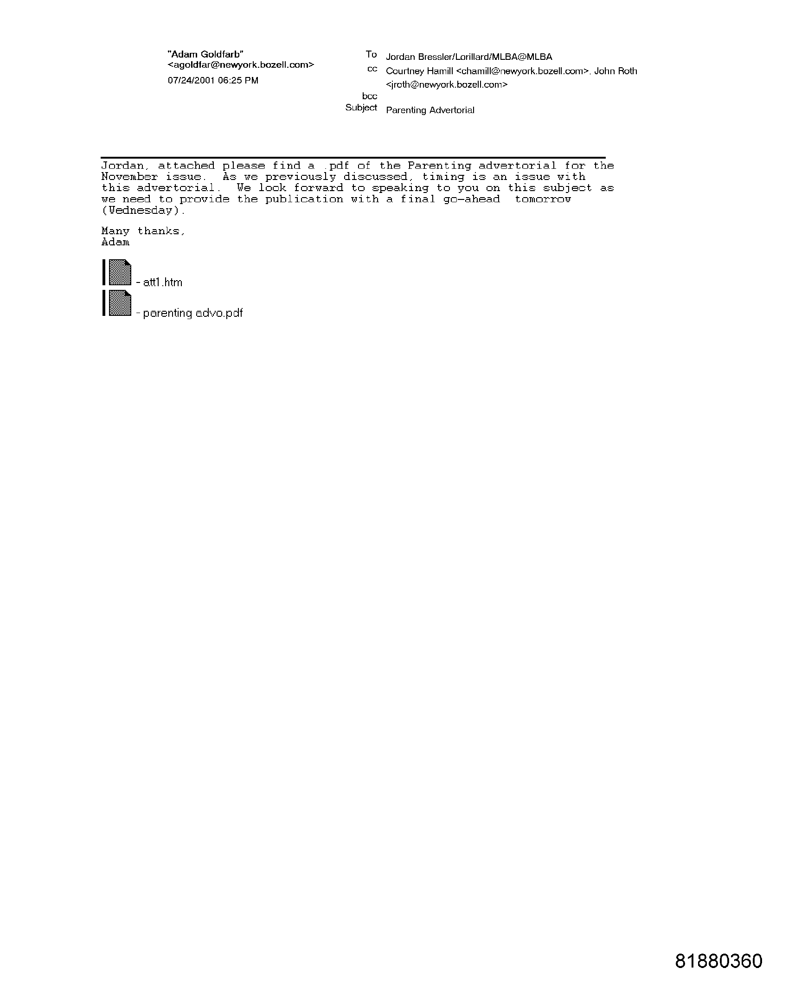 "Adam Goldfarb"
<agoldfar@newyork.bozell.com>
07/24/2001 06:25 PM
To Jordan Bressler/Lorillard/MLBA@MLBA
cc Courtney Hamill <chamill@newyork.bozell.com>, John Roth
<jroth@newyork.bozell.com>
bcc
Subject Parenting Advertorial
Jordan, attached please find a .pdf of the Parenting advertorial for the
November issue. As we previously discussed, timing is an issue with
this advertorial. We look forward to speaking to you on this subject as
we need to provide the publication with a final go-ahead tomorrow
(Wednesday).
Many thanks,
Adam
- att1.htm
- parenting advo.pdf
81880360